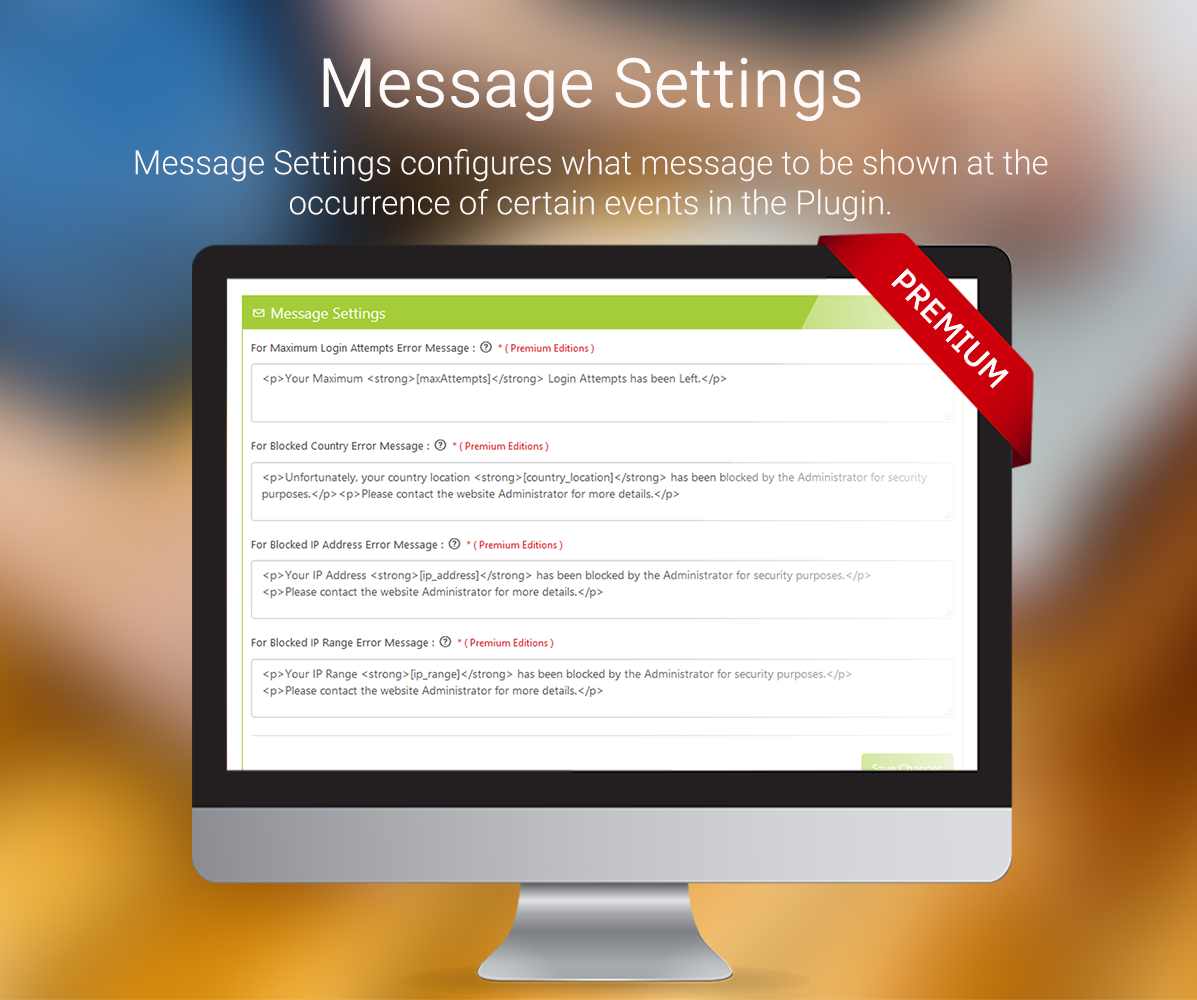 Message Settings
Message Settings configures what message to be shown at the
occurrence of certain events in the Plugin.
PREMIUM
Message Settings
For Maximum Login Attempts Error Message : * ( Premium Editions )
<p>Your Maximum <strong>[maxAttempts]</strong> Login Attempts has been Left.</p>
For Blocked Country Error Message : * ( Premium Editions )
<p>Unfortunately, your country location <strong>[country_location]</strong> has been blocked by the Administrator for security
purposes.</p><p>Please contact the website Administrator for more details.</p>
For Blocked IP Address Error Message : * ( Premium Editions )
<p>Your IP Address <strong>[ip_address]</strong> has been blocked by the Administrator for security purposes.</p>
<p>Please contact the website Administrator for more details.</p>
For Blocked IP Range Error Message : * ( Premium Editions )
<p>Your IP Range <strong>[ip_range]</strong> has been blocked by the Administrator for security purposes.</p>
<p>Please contact the website Administrator for more details.</p>
Save Changes